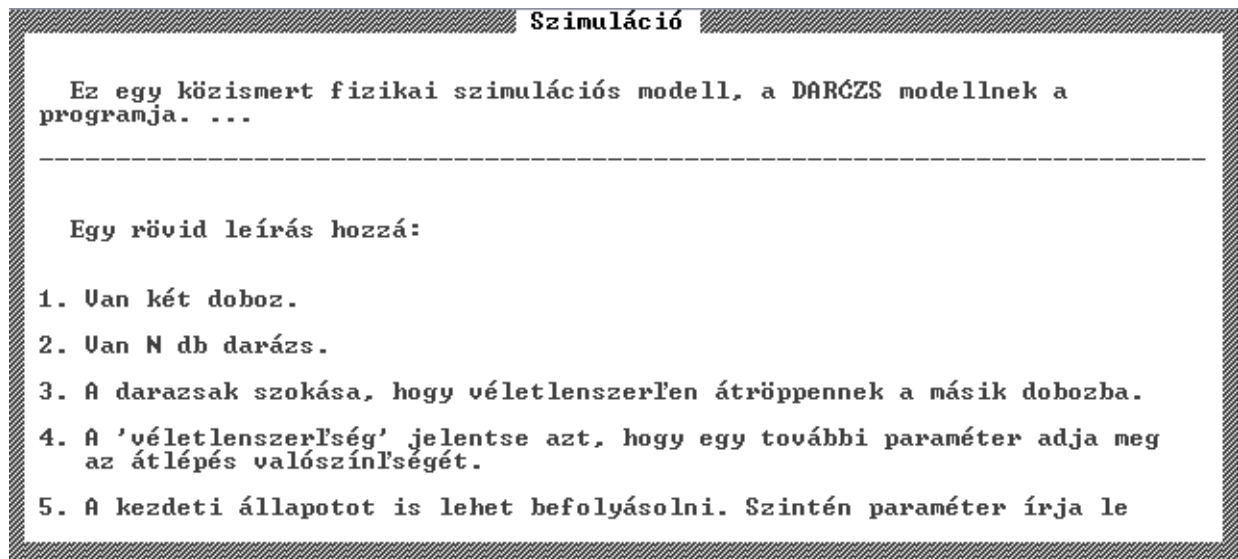 Szimuláció
Ez egy közismert fizikai szimulációs modell, a DARĆZS modellnek a
programja. ...
Egy rövid leírás hozzá:
1. Van két doboz.
2. Van N db darázs.
3. A darazsak szokása, hogy véletlenszerľen átröppennek a másik dobozba.
4. A 'véletlenszerľség' jelentse azt, hogy egy további paraméter adja meg
az átlépés valószínľségét.
5. A kezdeti állapotot is lehet befolyásolni. Szintén paraméter írja le